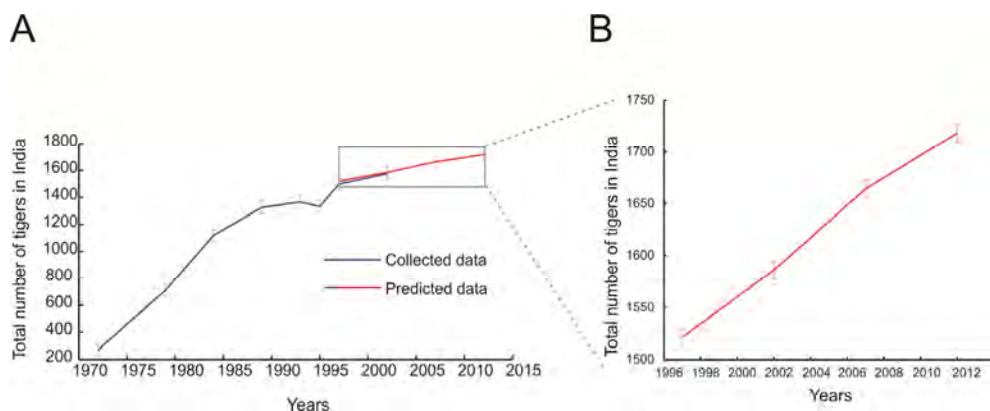 A
B
Total number of tigers in India
1800
1600
1400
1200
1000
800
600
400
200
1970 1975 1980 1985 1990 1995 2000 2005 2010 2015
Years
Collected data
Predicted data
Total number of tigers in India
1750
1700
1650
1600
1550
1500
1996 1998 2000 2002 2004 2006 2008 2010 2012
Years